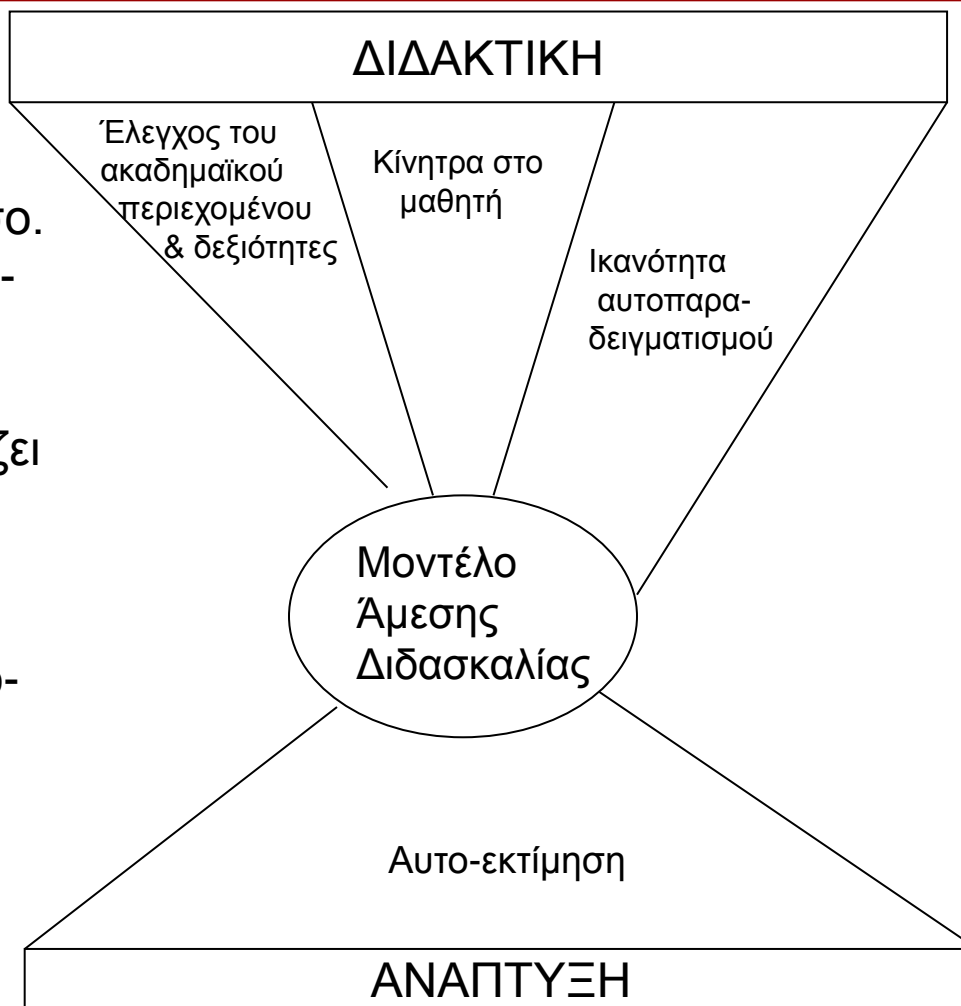 ΔΙΔΑΚΤΙΚΗ
Έλεγχος του
ακαδημαϊκού
περιεχομένου
& δεξιότητες
Κίνητρα στο
μαθητή
Ικανότητα
αυτοπαρα-
δειγματισμού
Μοντέλο
Άμεσης
Διδασκαλίας
Αυτο-εκτίμηση
ΑΝΑΠΤΥΞΗ